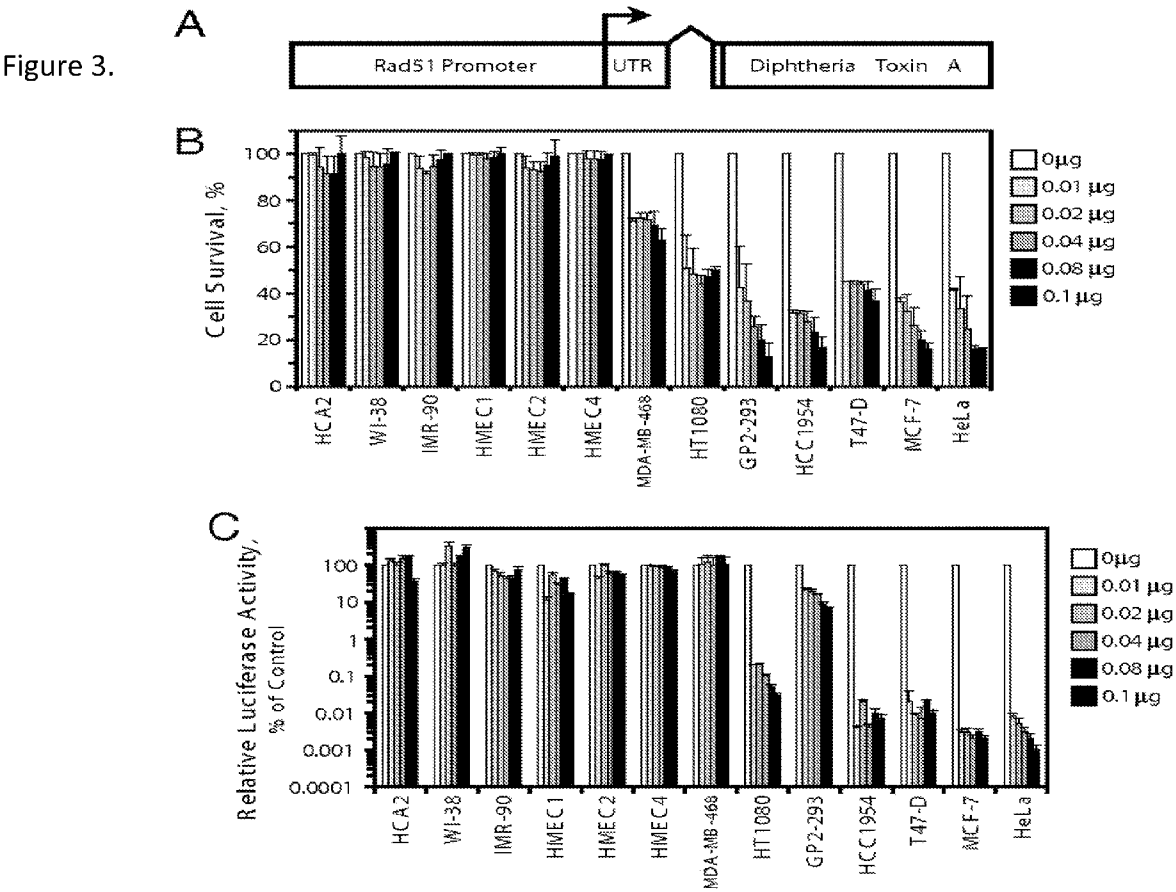 Figure 3.
A
Rad51 Promoter UTR Diphtheria Toxin A
B
Cell Survival, %
100
80
60
40
20
0
HCA2
WI-38
IMR-90
HMEC1
HMEC2
HMEC4
MDA-MB-468
HT1080
GP2-293
HCC1954
T47-D
MCF-7
HeLa
0µg
0.01 µg
0.02 µg
0.04 µg
0.08 µg
0.1 µg
C
Relative Luciferase Activity,
% of Control
100
10
1
0.1
0.01
0.001
0.0001
HCA2
WI-38
IMR-90
HMEC1
HMEC2
HMEC4
MDA-MB-468
HT1080
GP2-293
HCC1954
T47-D
MCF-7
HeLa
0µg
0.01 µg
0.02 µg
0.04 µg
0.08 µg
0.1 µg